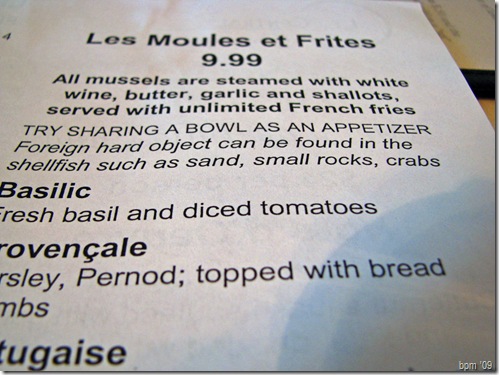 4
Les Moules et Frites
9.99
All mussels are steamed with white
wine, butter, garlic and shallots,
served with unlimited French fries
TRY SHARING A BOWL AS AN APPETIZER
Foreign hard object can be found in the
shellfish such as sand, small rocks, crabs
Basilic
Fresh basil and diced tomatoes
rovençale
rsley, Pernod; topped with bread
mbs
tugaise
bpm '09